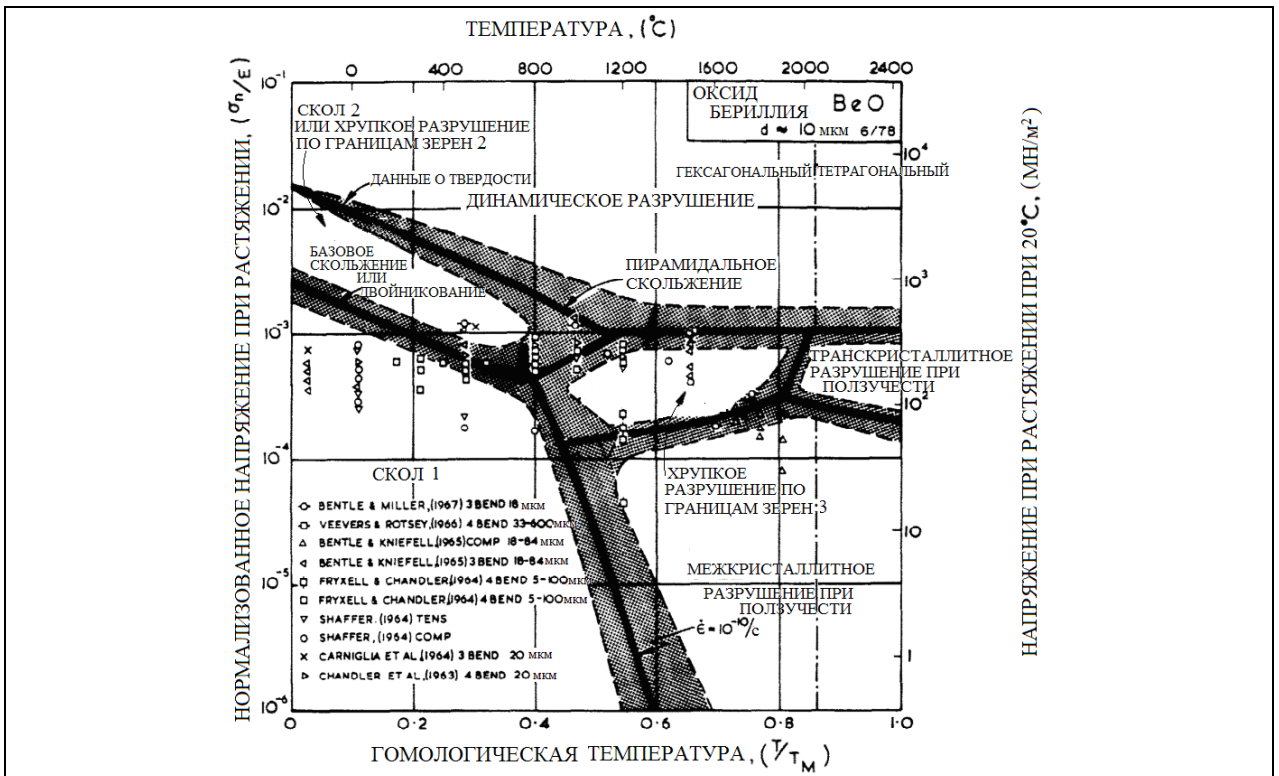 ТЕМПЕРАТУРА, (°C)
0 400 500 800 1200 1600 2000 2400
НОРМАЛИЗОВАННОЕ НАПРЯЖЕНИЕ ПРИ РАСТЯЖЕНИИ, (σn/E)
10⁻¹
10⁻²
10⁻³
10⁻⁴
10⁻⁵
10⁻⁶
СКОЛ 2
ИЛИ ХРУПКОЕ РАЗРУШЕНИЕ
ПО ГРАНИЦАМ ЗЕРЕН 2
ОКСИД
БЕРИЛЛИЯ
BeO
d ≈ 10 мкм 6/78
ГЕКСАГОНАЛЬНЫЙ ТЕТРАГОНАЛЬНЫЙ
ДАННЫЕ О ТВЕРДОСТИ
ДИНАМИЧЕСКОЕ РАЗРУШЕНИЕ
БАЗОВОЕ
СКОЛЬЖЕНИЕ
ИЛИ
ДВОЙНИКОВАНИЕ
ПИРАМИДАЛЬНОЕ
СКОЛЬЖЕНИЕ
ТРАНСКРИСТАЛЛИТНОЕ
РАЗРУШЕНИЕ ПРИ
ПОЛЗУЧЕСТИ
СКОЛ 1
ХРУПКОЕ
РАЗРУШЕНИЕ ПО
ГРАНИЦАМ ЗЕРЕН 3
BENTLE & MILLER,(1967) 3 BEND 18 мкм
VEEVERS & ROTSEY,(1966) 4 BEND 33-600мкм
BENTLE & KNIEFELL,(1965)COMP 18-84 мкм
BENTLE & KNIEFELL,(1965) 3 BEND 18-84мкм
FRYXELL & CHANDLER,(1964) 4 BEND 5-100мкм
FRYXELL & CHANDLER,(1964) 4 BEND 5-100мкм
SHAFFER.(1964) TENS
SHAFFER,(1964) COMP
CARNIGLIA ET AL,(1964) 3 BEND 20 мкм
CHANDLER ET AL,(1963) 4 BEND 20 мкм
МЕЖКРИСТАЛЛИТНОЕ
РАЗРУШЕНИЕ ПРИ
ПОЛЗУЧЕСТИ
ε̇ = 10⁻¹⁰/с
10⁴
10³
10²
10
1
НАПРЯЖЕНИЕ ПРИ РАСТЯЖЕНИИ ПРИ 20°C, (МН/м²)
0 0.2 0.4 0.6 0.8 1.0
ГОМОЛОГИЧЕСКАЯ ТЕМПЕРАТУРА, (T/TM)